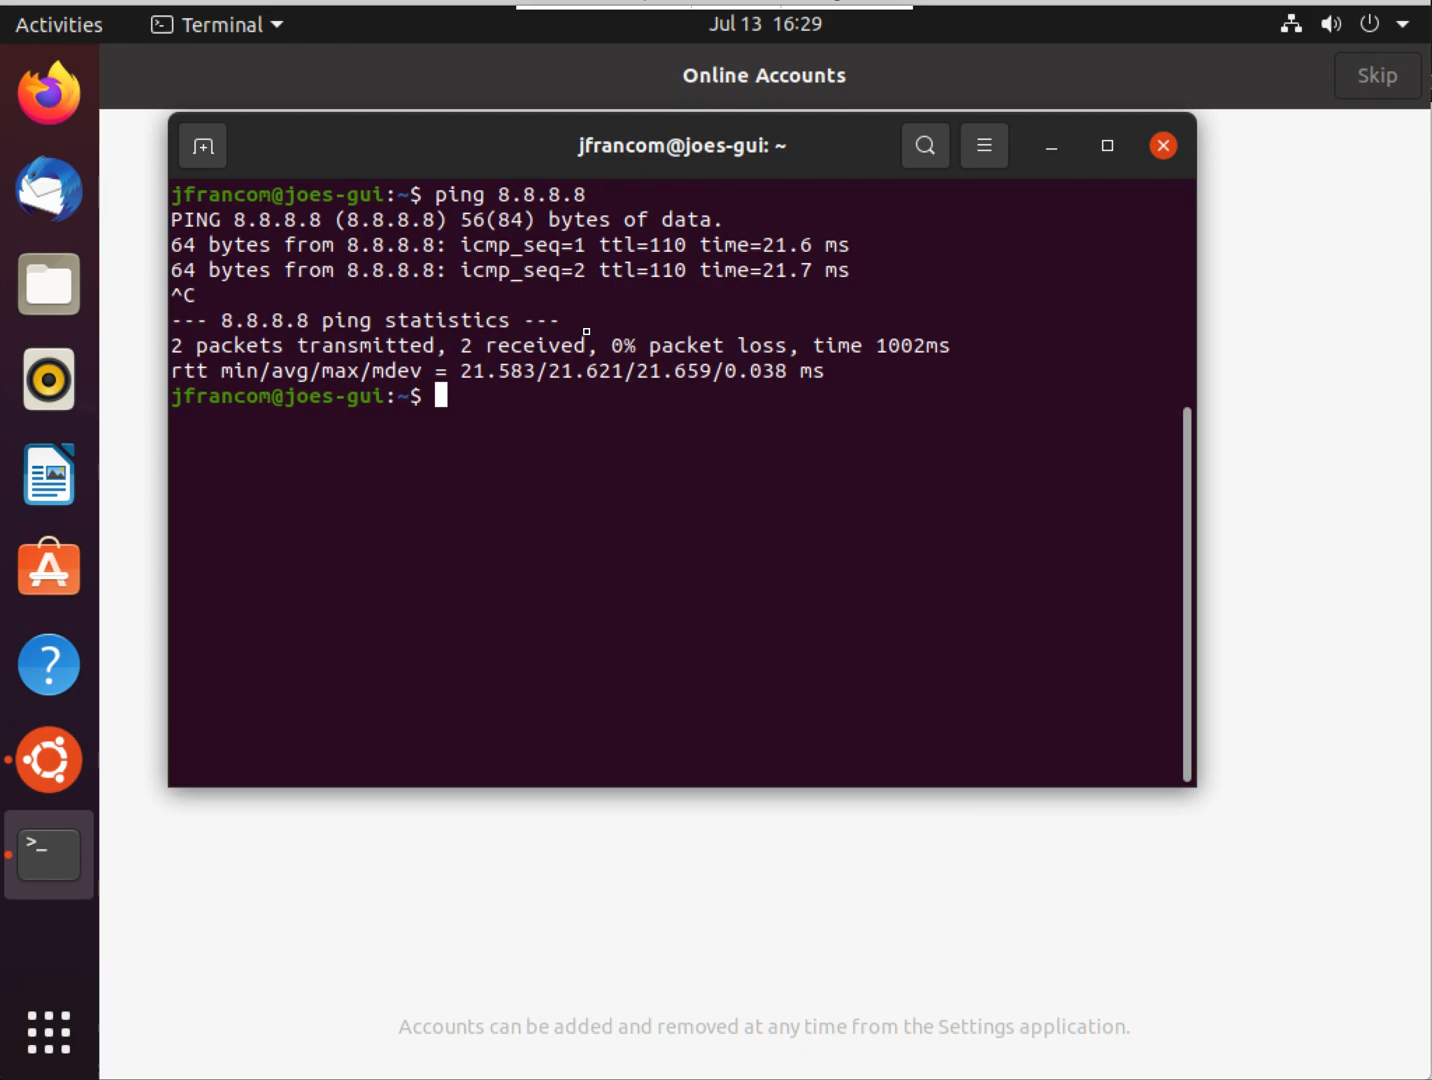 Activities
Terminal
Jul 13 16:29
Online Accounts
Skip
jfrancom@joes-gui: ~
jfrancom@joes-gui:~$ ping 8.8.8.8
PING 8.8.8.8 (8.8.8.8) 56(84) bytes of data.
64 bytes from 8.8.8.8: icmp_seq=1 ttl=110 time=21.6 ms
64 bytes from 8.8.8.8: icmp_seq=2 ttl=110 time=21.7 ms
^C
--- 8.8.8.8 ping statistics ---
2 packets transmitted, 2 received, 0% packet loss, time 1002ms
rtt min/avg/max/mdev = 21.583/21.621/21.659/0.038 ms
jfrancom@joes-gui:~$
Accounts can be added and removed at any time from the Settings application.